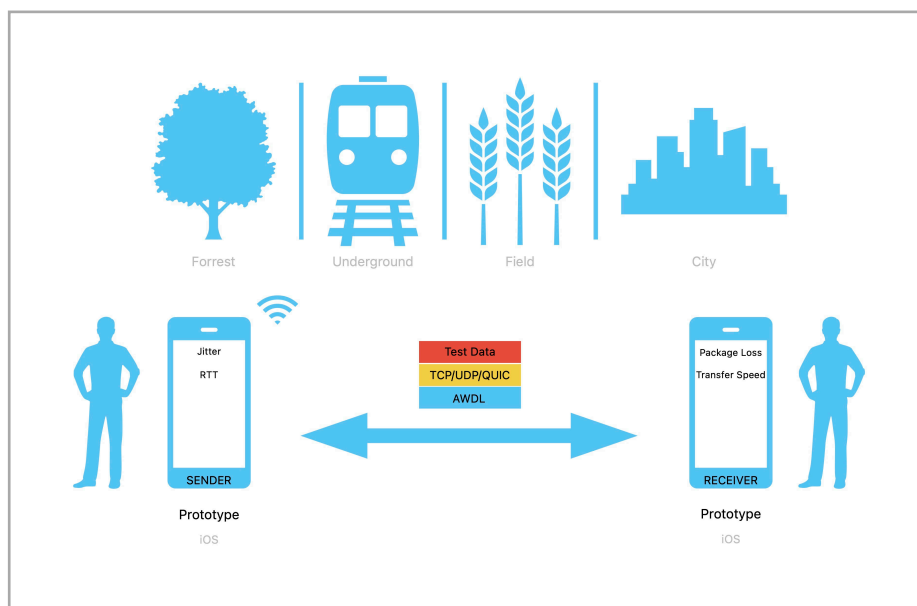 Forrest
Underground
Field
City
Jitter
RTT
SENDER
Prototype
iOS
Test Data
TCP/UDP/QUIC
AWDL
Package Loss
Transfer Speed
RECEIVER
Prototype
iOS